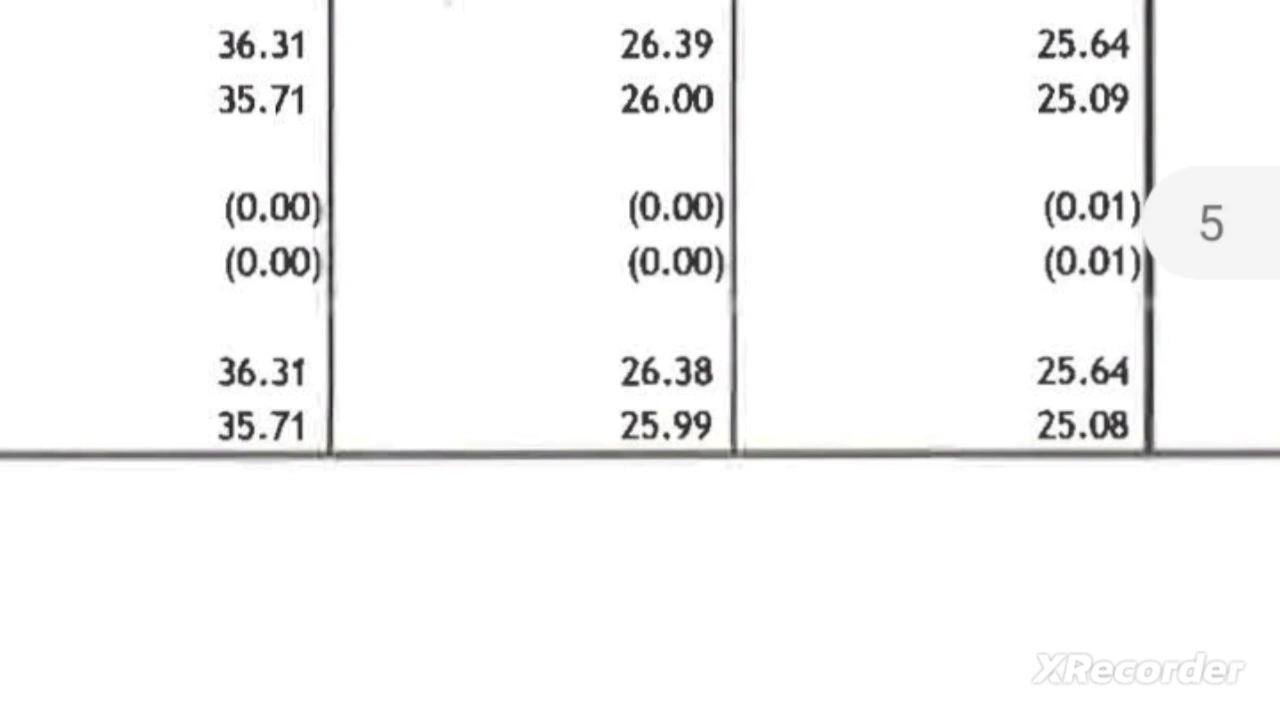 36.31 26.39 25.64
35.71 26.00 25.09
(0.00) (0.00) (0.01)
5
(0.00) (0.00) (0.01)
36.31 26.38 25.64
35.71 25.99 25.08
XRecorder